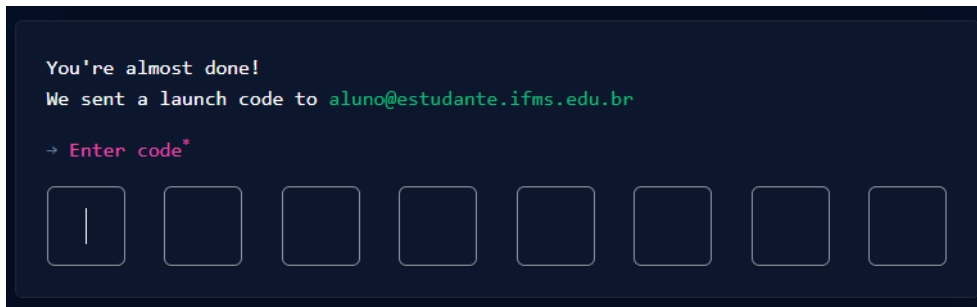 You're almost done!
We sent a launch code to aluno@estudante.ifms.edu.br
→ Enter code*